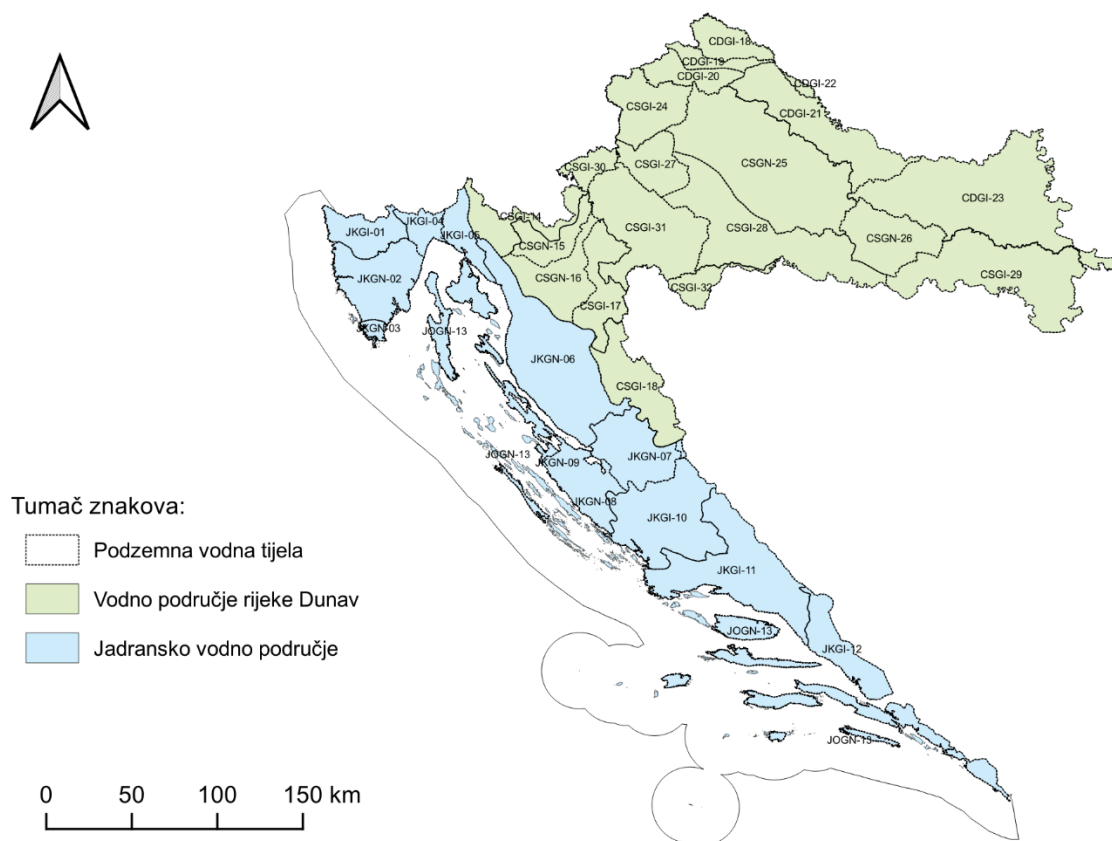 CDGI-18
CDGI-19
CDGI-20
CDGI-22
CSGI-24
CDGI-21
CSGI-27
CSGN-25
CSGI-30
CDGI-23
CSGI-14
JKGI-04
JKGI-01
JKGI-05
CSGI-31
CSGI-28
CSGN-26
CSGN-15
CSGN-16
JKGN-02
CSGI-29
CSGI-32
CSGI-17
JKGN-03
JOGN-13
JKGN-06
CSGI-18
JOGN-13
JKGN-09
JKGN-07
JKGN-08
JKGI-10
JKGI-11
JOGN-13
JKGI-12
JOGN-13
Tumač znakova:
Podzemna vodna tijela
Vodno područje rijeke Dunav
Jadransko vodno područje
0 50 100 150 km